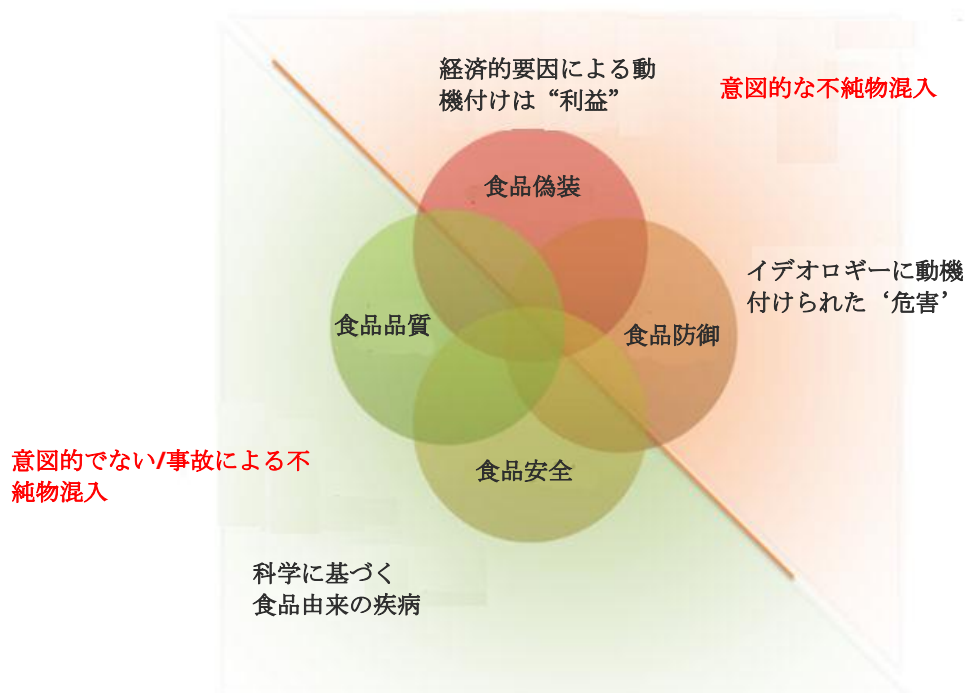 経済的要因による動
機付けは“利益”
意図的な不純物混入
食品偽装
イデオロギーに動機
付けられた‘危害’
食品品質
食品防御
意図的でない/事故による不
純物混入
食品安全
科学に基づく
食品由来の疾病